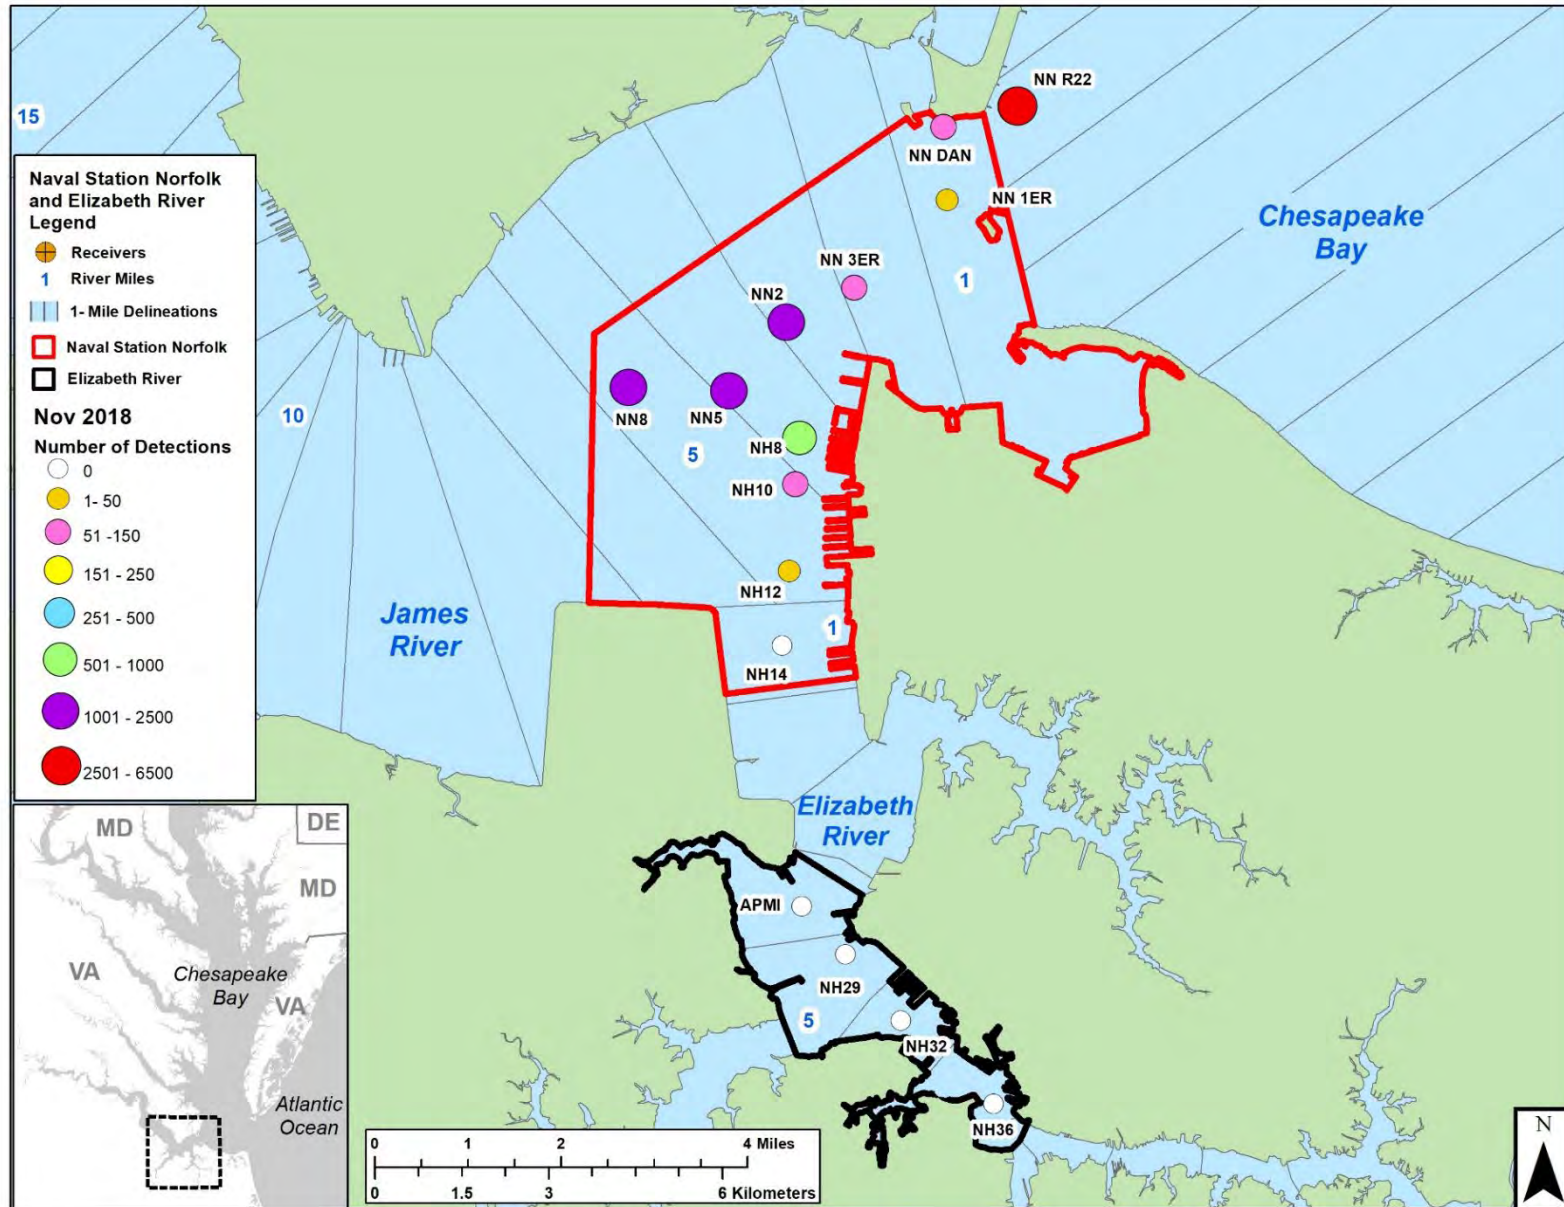 15
NN R22
NN DAN
NN 1ER
Chesapeake
Bay
Naval Station Norfolk
and Elizabeth River
Legend
Receivers
1 River Miles
1- Mile Delineations
Naval Station Norfolk
Elizabeth River
Nov 2018
Number of Detections
0
1- 50
51 -150
151 - 250
251 - 500
501 - 1000
1001 - 2500
2501 - 6500
NN 3ER
1
NN2
10
NN8
NN5
NH8
5
NH10
NH12
James
River
1
NH14
Elizabeth
River
APMI
NH29
5
NH32
NH36
MD
DE
MD
VA
Chesapeake
Bay
VA
Atlantic
Ocean
0 1 2 4 Miles
0 1.5 3 6 Kilometers
N